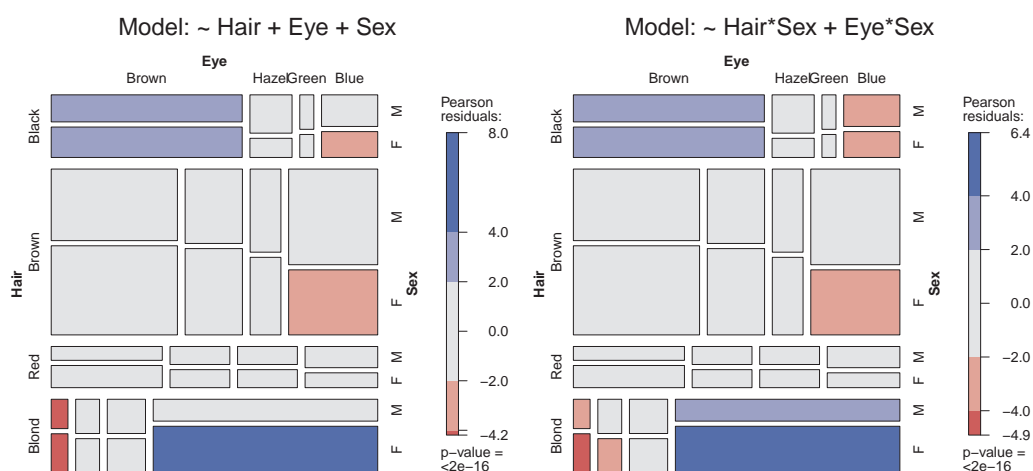 Model: ~ Hair + Eye + Sex
Eye
Brown Hazel Green Blue
Hair
Black
Brown
Red
Blond
Sex
M
F
M
F
M
F
M
F
Pearson
residuals:
8.0
4.0
2.0
0.0
−2.0
−4.2
p−value =
<2e−16
Model: ~ Hair*Sex + Eye*Sex
Eye
Brown Hazel Green Blue
Hair
Black
Brown
Red
Blond
Sex
M
F
M
F
M
F
M
F
Pearson
residuals:
6.4
4.0
2.0
0.0
−2.0
−4.0
−4.9
p−value =
<2e−16